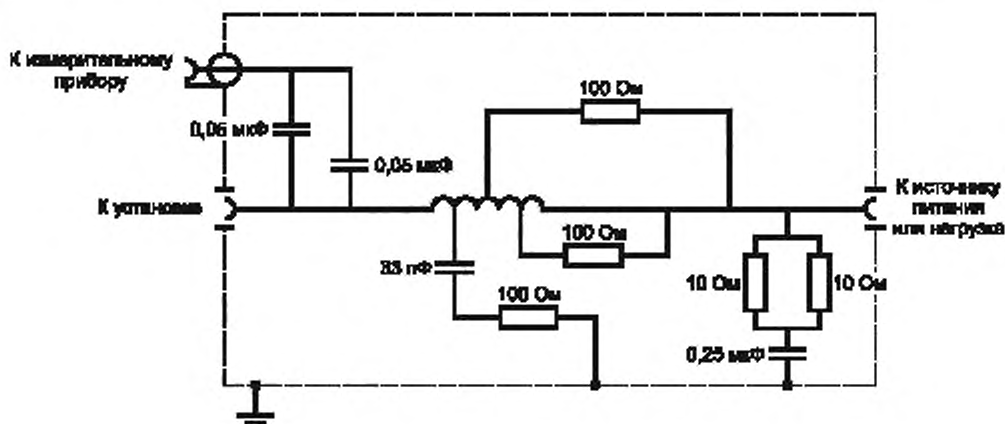 К измерительному
прибору
100 Ом
0,05 мкФ
0,05 мкФ
К установке
К источнику
питания
или нагрузка
100 Ом
33 пФ
100 Ом
10 Ом
10 Ом
0,25 мкФ